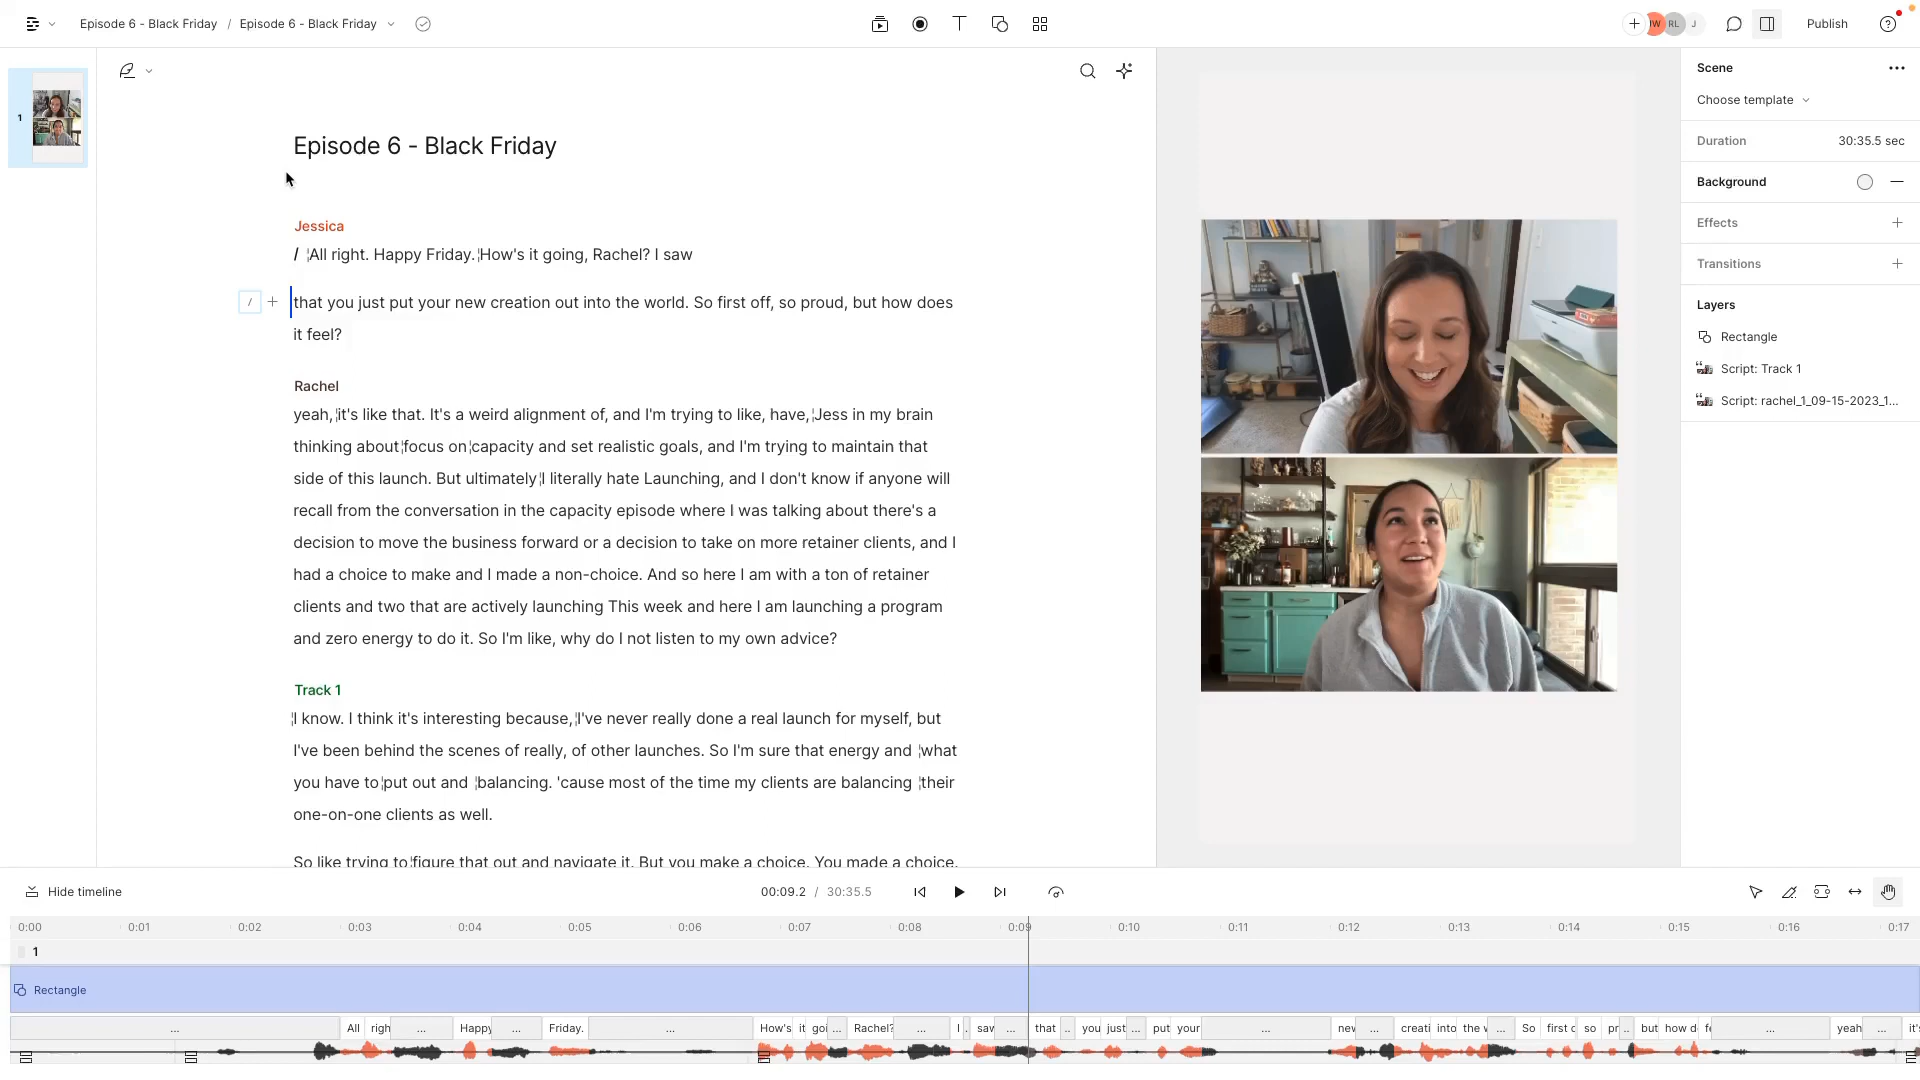 Episode 6 - Black Friday / Episode 6 - Black Friday
JW RL J
Publish
1
Episode 6 - Black Friday
Jessica
/ All right. Happy Friday. How's it going, Rachel? I saw
/ + that you just put your new creation out into the world. So first off, so proud, but how does
it feel?
Rachel
yeah, it's like that. It's a weird alignment of, and I'm trying to like, have, Jess in my brain
thinking about focus on capacity and set realistic goals, and I'm trying to maintain that
side of this launch. But ultimately I literally hate Launching, and I don't know if anyone will
recall from the conversation in the capacity episode where I was talking about there's a
decision to move the business forward or a decision to take on more retainer clients, and I
had a choice to make and I made a non-choice. And so here I am with a ton of retainer
clients and two that are actively launching This week and here I am launching a program
and zero energy to do it. So I'm like, why do I not listen to my own advice?
Track 1
I know. I think it's interesting because, I've never really done a real launch for myself, but
I've been behind the scenes of really, of other launches. So I'm sure that energy and what
you have to put out and balancing. 'cause most of the time my clients are balancing their
one-on-one clients as well.
So like trying to figure that out and navigate it. But you make a choice. You made a choice.
Scene
Choose template
Duration 30:35.5 sec
Background
Effects
Transitions
Layers
Rectangle
Script: Track 1
Script: rachel_1_09-15-2023_1...
Hide timeline
00:09.2 / 30:35.5
0:00 0:01 0:02 0:03 0:04 0:05 0:06 0:07 0:08 0:09 0:10 0:11 0:12 0:13 0:14 0:15 0:16 0:17
1
Rectangle
... All righ ... Happy ... Friday. ... How's it goi ... Rachel? ... I . saw ... that .. you just ... put your ... new ... creati into the w ... So first o so pr .. but how d fe ... yeah ... it's